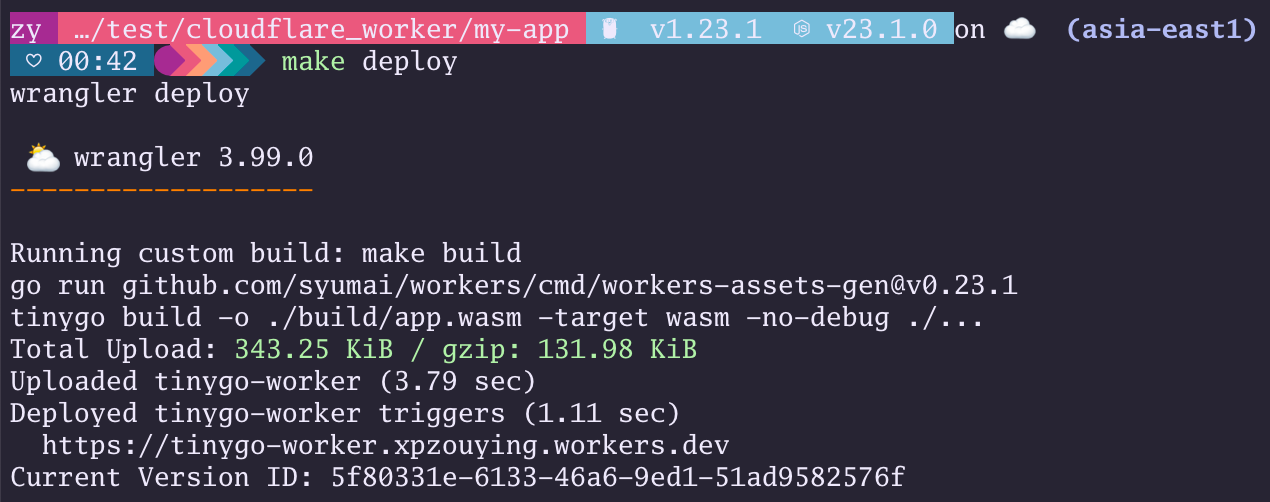 zy …/test/cloudflare_worker/my-app v1.23.1 v23.1.0 on (asia-east1)
♡ 00:42 make deploy
wrangler deploy
wrangler 3.99.0
-------------------
Running custom build: make build
go run github.com/syumai/workers/cmd/workers-assets-gen@v0.23.1
tinygo build -o ./build/app.wasm -target wasm -no-debug ./...
Total Upload: 343.25 KiB / gzip: 131.98 KiB
Uploaded tinygo-worker (3.79 sec)
Deployed tinygo-worker triggers (1.11 sec)
https://tinygo-worker.xpzouying.workers.dev
Current Version ID: 5f80331e-6133-46a6-9ed1-51ad9582576f